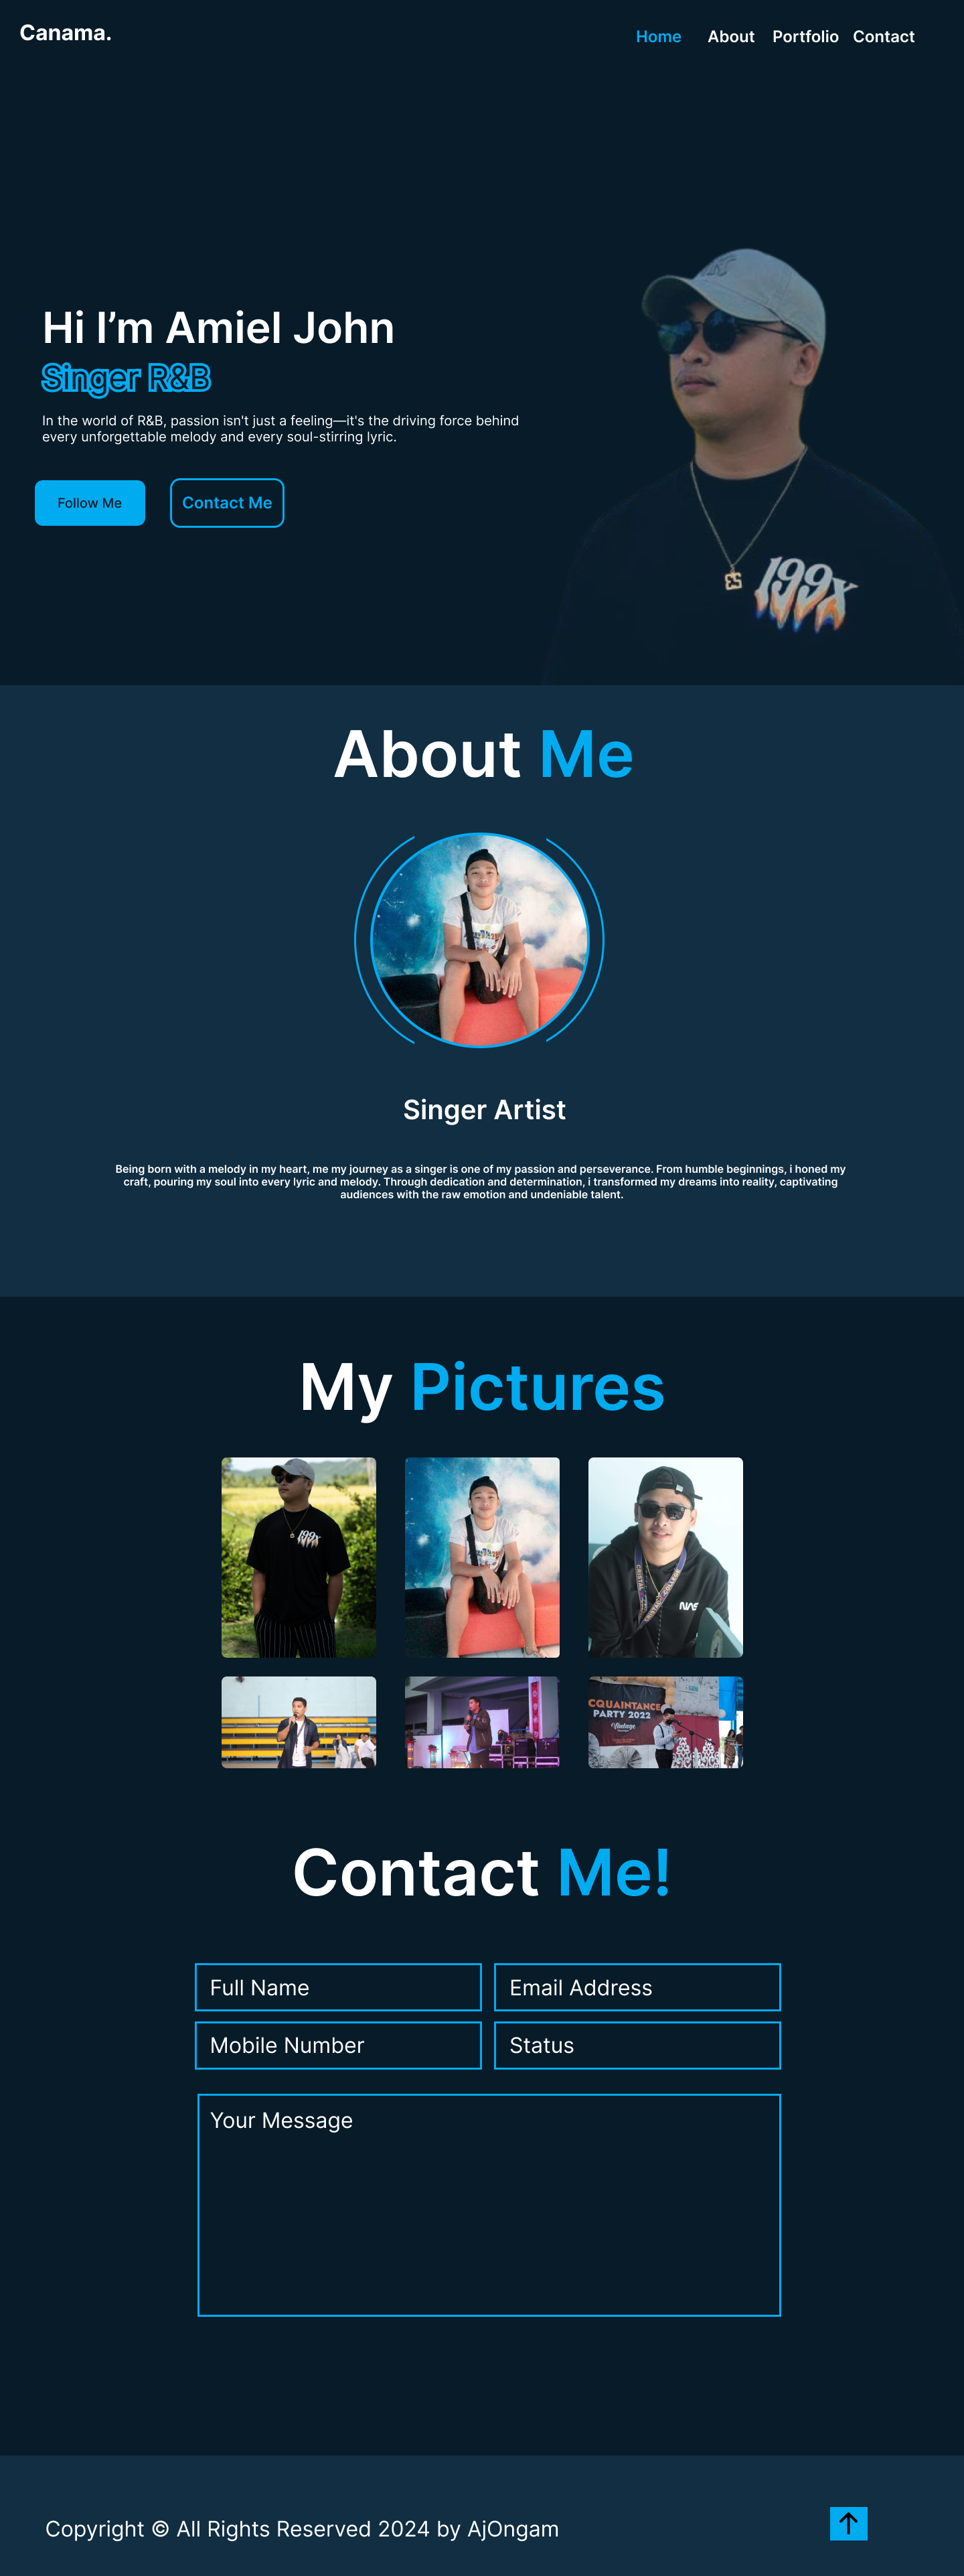 Canama.
Home About Portfolio Contact
Hi I’m Amiel John
Singer R&B
In the world of R&B, passion isn't just a feeling—it's the driving force behind
every unforgettable melody and every soul-stirring lyric.
Follow Me
Contact Me
199x
About Me
Singer Artist
Being born with a melody in my heart, me my journey as a singer is one of my passion and perseverance. From humble beginnings, i honed my
craft, pouring my soul into every lyric and melody. Through dedication and determination, i transformed my dreams into reality, captivating
audiences with the raw emotion and undeniable talent.
My Pictures
199x
CQUAINTANCE
PARTY 2022
Vintage
Contact Me!
Full Name
Email Address
Mobile Number
Status
Your Message
Copyright © All Rights Reserved 2024 by AjOngam